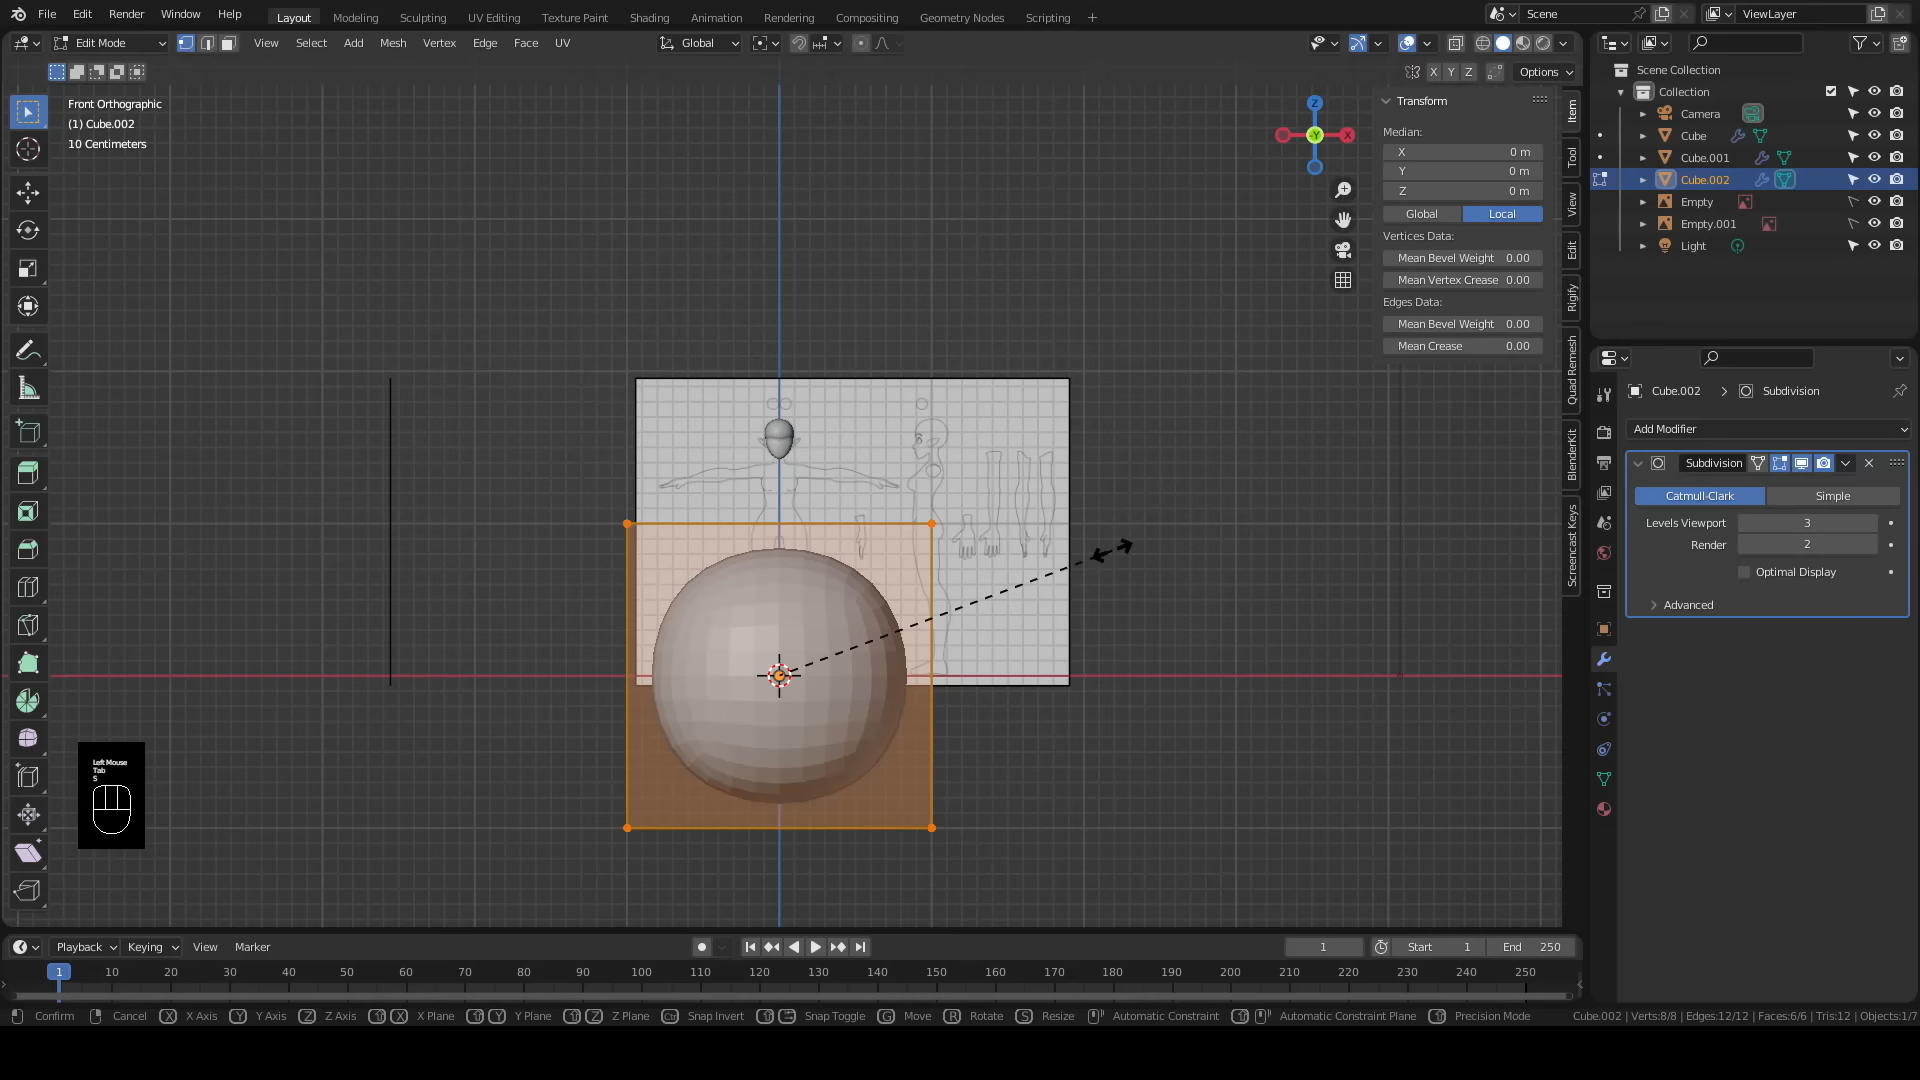 File Edit Render Window Help Layout Modeling Sculpting UV Editing Texture Paint Shading Animation Rendering Compositing Geometry Nodes Scripting + Scene ViewLayer
Edit Mode View Select Add Mesh Vertex Edge Face UV Global
X Y Z Options
Front Orthographic
(1) Cube.002
10 Centimeters
Z
-Y
X
Transform
Median:
X 0 m
Y 0 m
Z 0 m
Global Local
Vertices Data:
Mean Bevel Weight 0.00
Mean Vertex Crease 0.00
Edges Data:
Mean Bevel Weight 0.00
Mean Crease 0.00
Item
Tool
View
Edit
Rigify
Quad Remesh
BlenderKit
Screencast Keys
Scene Collection
Collection
Camera
Cube
Cube.001
Cube.002
Empty
Empty.001
Light
Cube.002 > Subdivision
Add Modifier
Subdivision
Catmull-Clark Simple
Levels Viewport 3
Render 2
Optimal Display
Advanced
Left Mouse
Tab
S
Playback Keying View Marker 1 Start 1 End 250
1 10 20 30 40 50 60 70 80 90 100 110 120 130 140 150 160 170 180 190 200 210 220 230 240 250
Confirm Cancel X X Axis Y Y Axis Z Z Axis X X Plane Y Y Plane Z Z Plane Ctrl Snap Invert Snap Toggle G Move R Rotate S Resize Automatic Constraint Automatic Constraint Plane Precision Mode Cube.002 | Verts:8/8 | Edges:12/12 | Faces:6/6 | Tris:12 | Objects:1/7